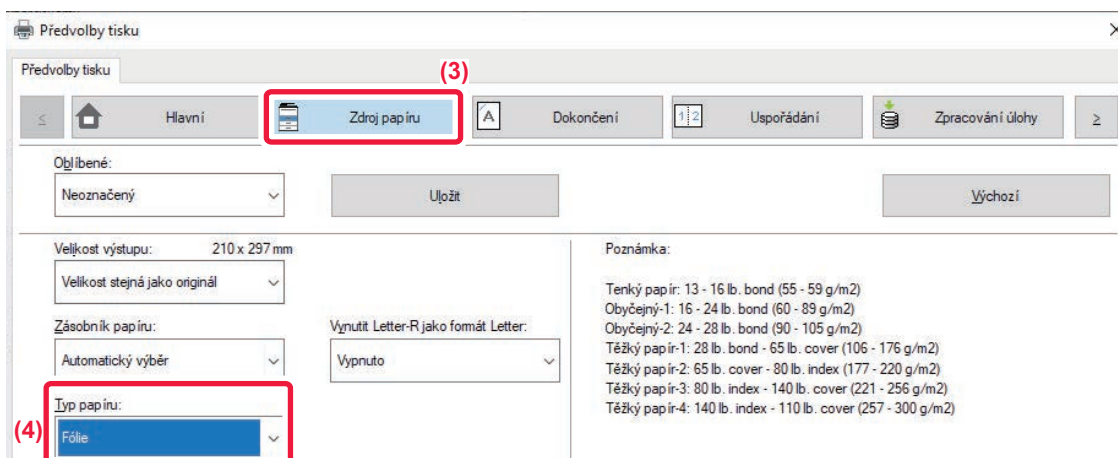 Předvolby tisku
Předvolby tisku
(3)
≤ Hlavní Zdroj papíru A Dokončení 1 2 Uspořádání Zpracování úlohy ≥
Oblíbené:
Neoznačený Uložit Výchozí
Velikost výstupu: 210 x 297 mm Poznámka:
Velikost stejná jako originál
Tenký papír: 13 - 16 lb. bond (55 - 59 g/m2)
Obyčejný-1: 16 - 24 lb. bond (60 - 89 g/m2)
Zásobník papíru: Vynutit Letter-R jako formát Letter: Obyčejný-2: 24 - 28 lb. bond (90 - 105 g/m2)
Automatický výběr Vypnuto Těžký papír-1: 28 lb. bond - 65 lb. cover (106 - 176 g/m2)
Těžký papír-2: 65 lb. cover - 80 lb. index (177 - 220 g/m2)
Těžký papír-3: 80 lb. index - 140 lb. cover (221 - 256 g/m2)
Typ papíru: Těžký papír-4: 140 lb. index - 110 lb. cover (257 - 300 g/m2)
(4) Fólie